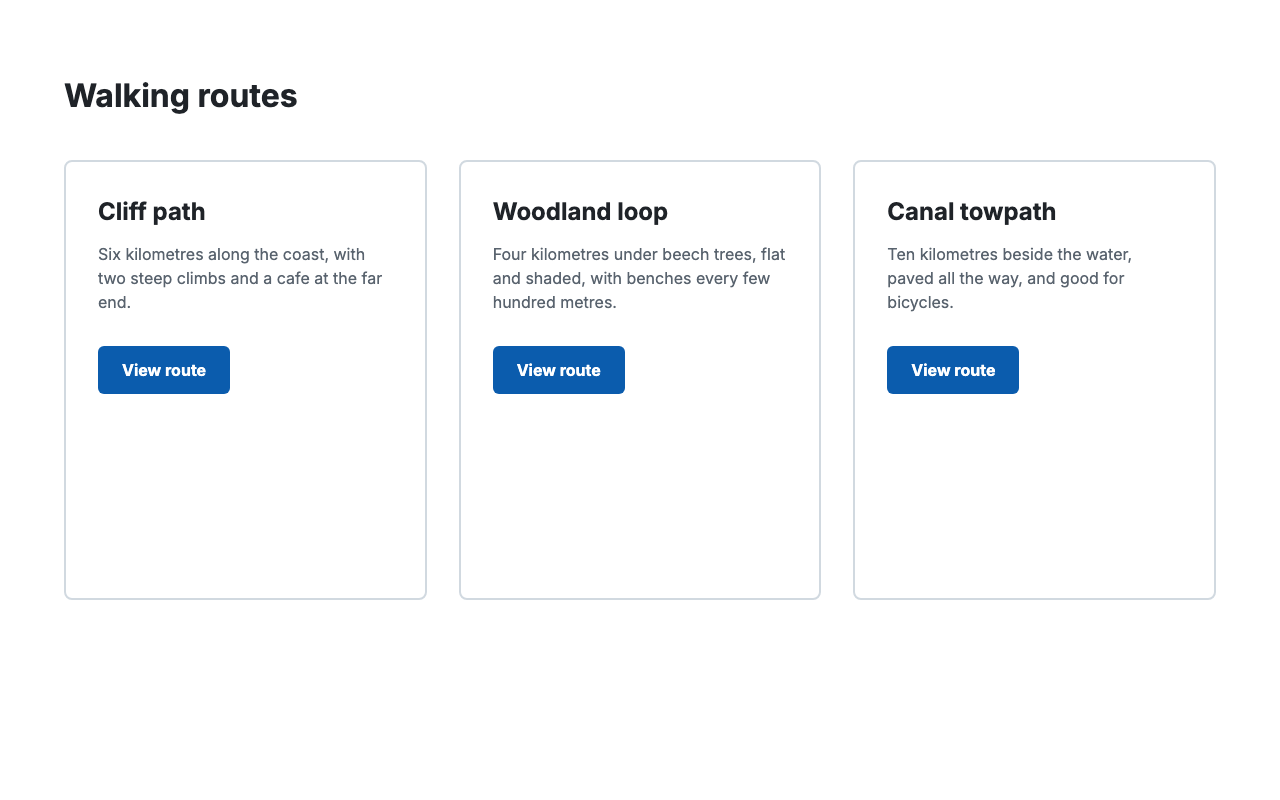 Walking routes
Cliff path
Six kilometres along the coast, with
two steep climbs and a cafe at the far
end.
View route
Woodland loop
Four kilometres under beech trees, flat
and shaded, with benches every few
hundred metres.
View route
Canal towpath
Ten kilometres beside the water,
paved all the way, and good for
bicycles.
View route